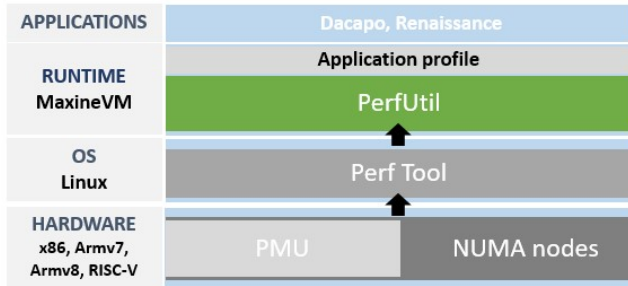 APPLICATIONS
Dacapo, Renaissance
RUNTIME
MaxineVM
Application profile
PerfUtil
OS
Linux
Perf Tool
HARDWARE
x86, Armv7,
Armv8, RISC-V
PMU
NUMA nodes